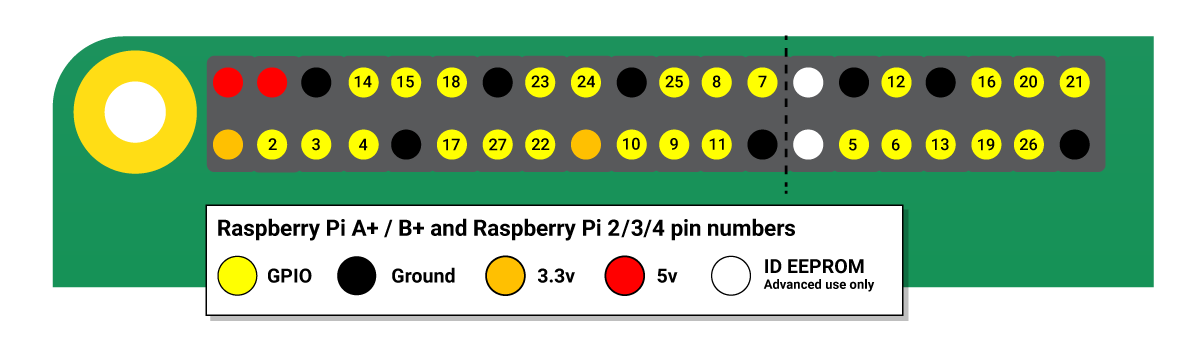 14 15 18 23 24 25 8 7 12 16 20 21
2 3 4 17 27 22 10 9 11 5 6 13 19 26
Raspberry Pi A+ / B+ and Raspberry Pi 2/3/4 pin numbers
GPIO Ground 3.3v 5v ID EEPROM
Advanced use only